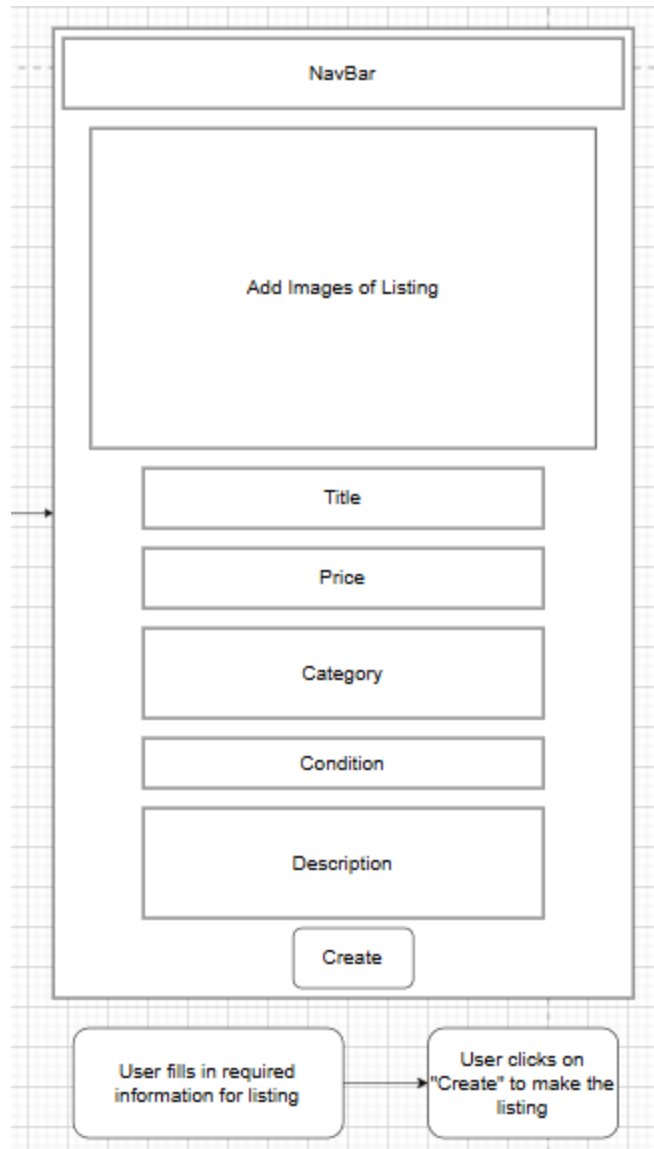 NavBar
Add Images of Listing
Title
Price
Category
Condition
Description
Create
User fills in required
information for listing
User clicks on
"Create" to make the
listing